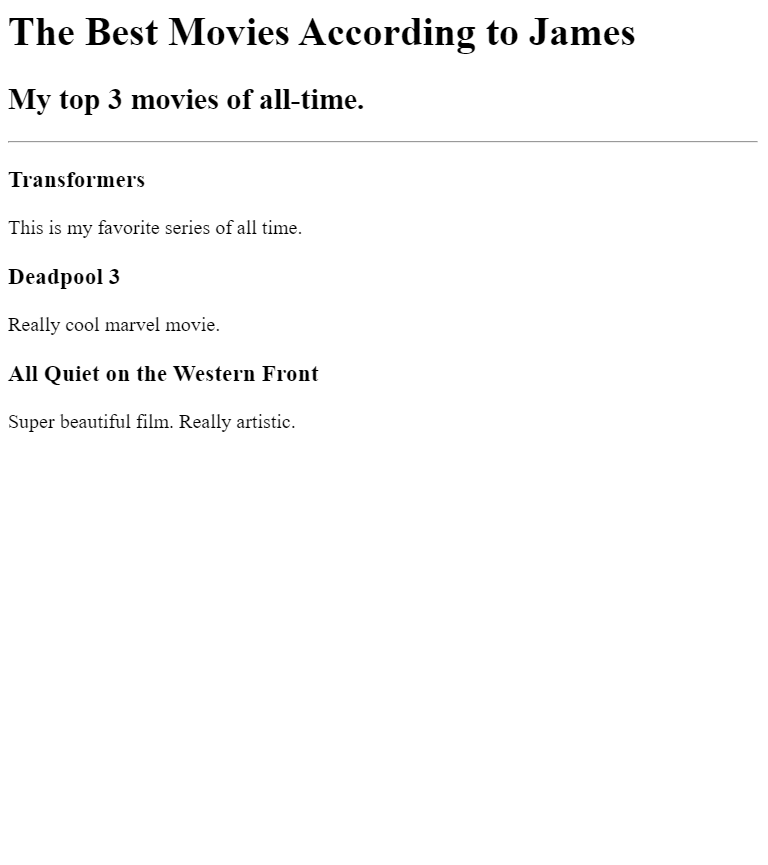 The Best Movies According to James
My top 3 movies of all-time.
Transformers
This is my favorite series of all time.
Deadpool 3
Really cool marvel movie.
All Quiet on the Western Front
Super beautiful film. Really artistic.